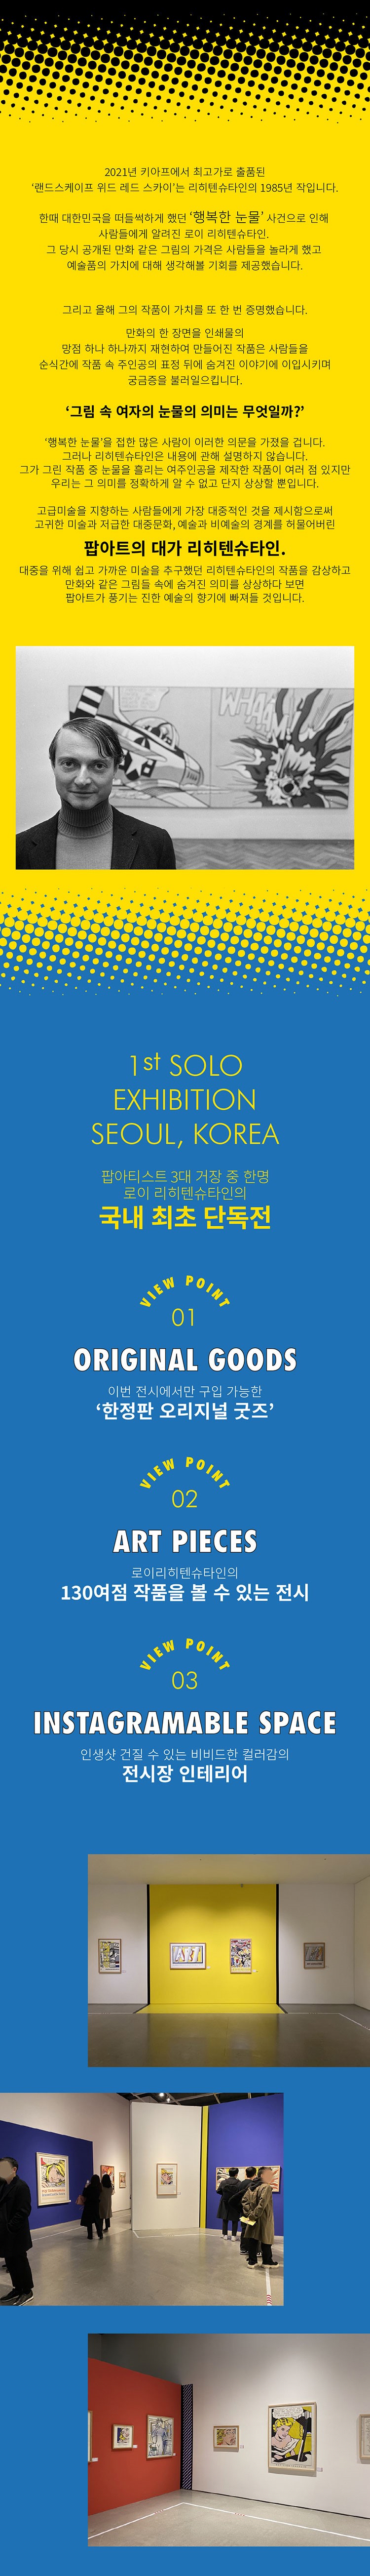 2021년 키아프에서 최고가로 출품된
‘랜드스케이프 위드 레드 스카이’는 리히텐슈타인의 1985년 작입니다.
한때 대한민국을 떠들썩하게 했던 ‘행복한 눈물’ 사건으로 인해
사람들에게 알려진 로이 리히텐슈타인.
그 당시 공개된 만화 같은 그림의 가격은 사람들을 놀라게 했고
예술품의 가치에 대해 생각해볼 기회를 제공했습니다.
그리고 올해 그의 작품이 가치를 또 한 번 증명했습니다.
만화의 한 장면을 인쇄물의
망점 하나 하나까지 재현하여 만들어진 작품은 사람들을
순식간에 작품 속 주인공의 표정 뒤에 숨겨진 이야기에 이입시키며
궁금증을 불러일으킵니다.
‘그림 속 여자의 눈물의 의미는 무엇일까?’
‘행복한 눈물’을 접한 많은 사람이 이러한 의문을 가졌을 겁니다.
그러나 리히텐슈타인은 내용에 관해 설명하지 않습니다.
그가 그린 작품 중 눈물을 흘리는 여주인공을 제작한 작품이 여러 점 있지만
우리는 그 의미를 정확하게 알 수 없고 단지 상상할 뿐입니다.
고급미술을 지향하는 사람들에게 가장 대중적인 것을 제시함으로써
고귀한 미술과 저급한 대중문화, 예술과 비예술의 경계를 허물어버린
팝아트의 대가 리히텐슈타인.
대중을 위해 쉽고 가까운 미술을 추구했던 리히텐슈타인의 작품을 감상하고
만화와 같은 그림들 속에 숨겨진 의미를 상상하다 보면
팝아트가 풍기는 진한 예술의 향기에 빠져들 것입니다.
WHAAM!
1st SOLO
EXHIBITION
SEOUL, KOREA
팝아티스트 3대 거장 중 한명
로이 리히텐슈타인의
국내 최초 단독전
VIEW POINT
01
ORIGINAL GOODS
이번 전시에서만 구입 가능한
‘한정판 오리지널 굿즈’
VIEW POINT
02
ART PIECES
로이리히텐슈타인의
130여점 작품을 볼 수 있는 전시
VIEW POINT
03
INSTAGRAMABLE SPACE
인생샷 건질 수 있는 비비드한 컬러감의
전시장 인테리어